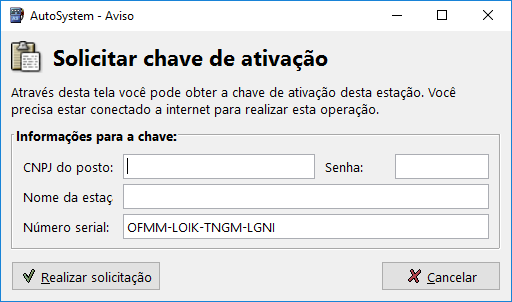 AutoSystem - Aviso
Solicitar chave de ativação
Através desta tela você pode obter a chave de ativação desta estação. Você
precisa estar conectado a internet para realizar esta operação.
Informações para a chave:
CNPJ do posto: Senha:
Nome da estaç
Número serial: OFMM-LOIK-TNGM-LGNI
Realizar solicitação Cancelar